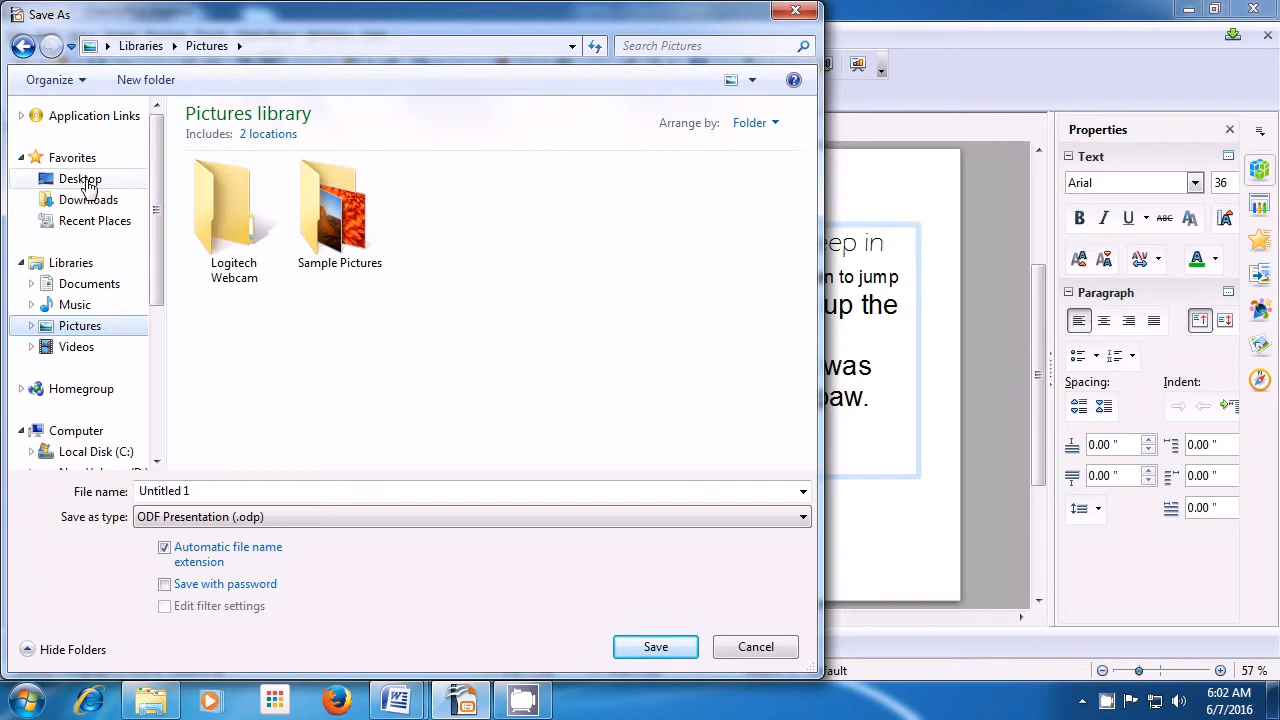 Save As
Libraries Pictures
Search Pictures
Organize New folder
Application Links
Favorites
Desktop
Downloads
Recent Places
Libraries
Documents
Music
Pictures
Videos
Homegroup
Computer
Local Disk (C:)
Pictures library
Includes: 2 locations
Arrange by: Folder
Logitech
Webcam
Sample Pictures
File name: Untitled 1
Save as type: ODF Presentation (.odp)
Automatic file name
extension
Save with password
Edit filter settings
Hide Folders
Save
Cancel
in
to jump
up the
was
Properties
Text
Arial 36
B I U ABC A
Paragraph
Spacing: Indent:
0.00 " 0.00 "
0.00 " 0.00 "
0.00 "
57 %
6:02 AM
6/7/2016